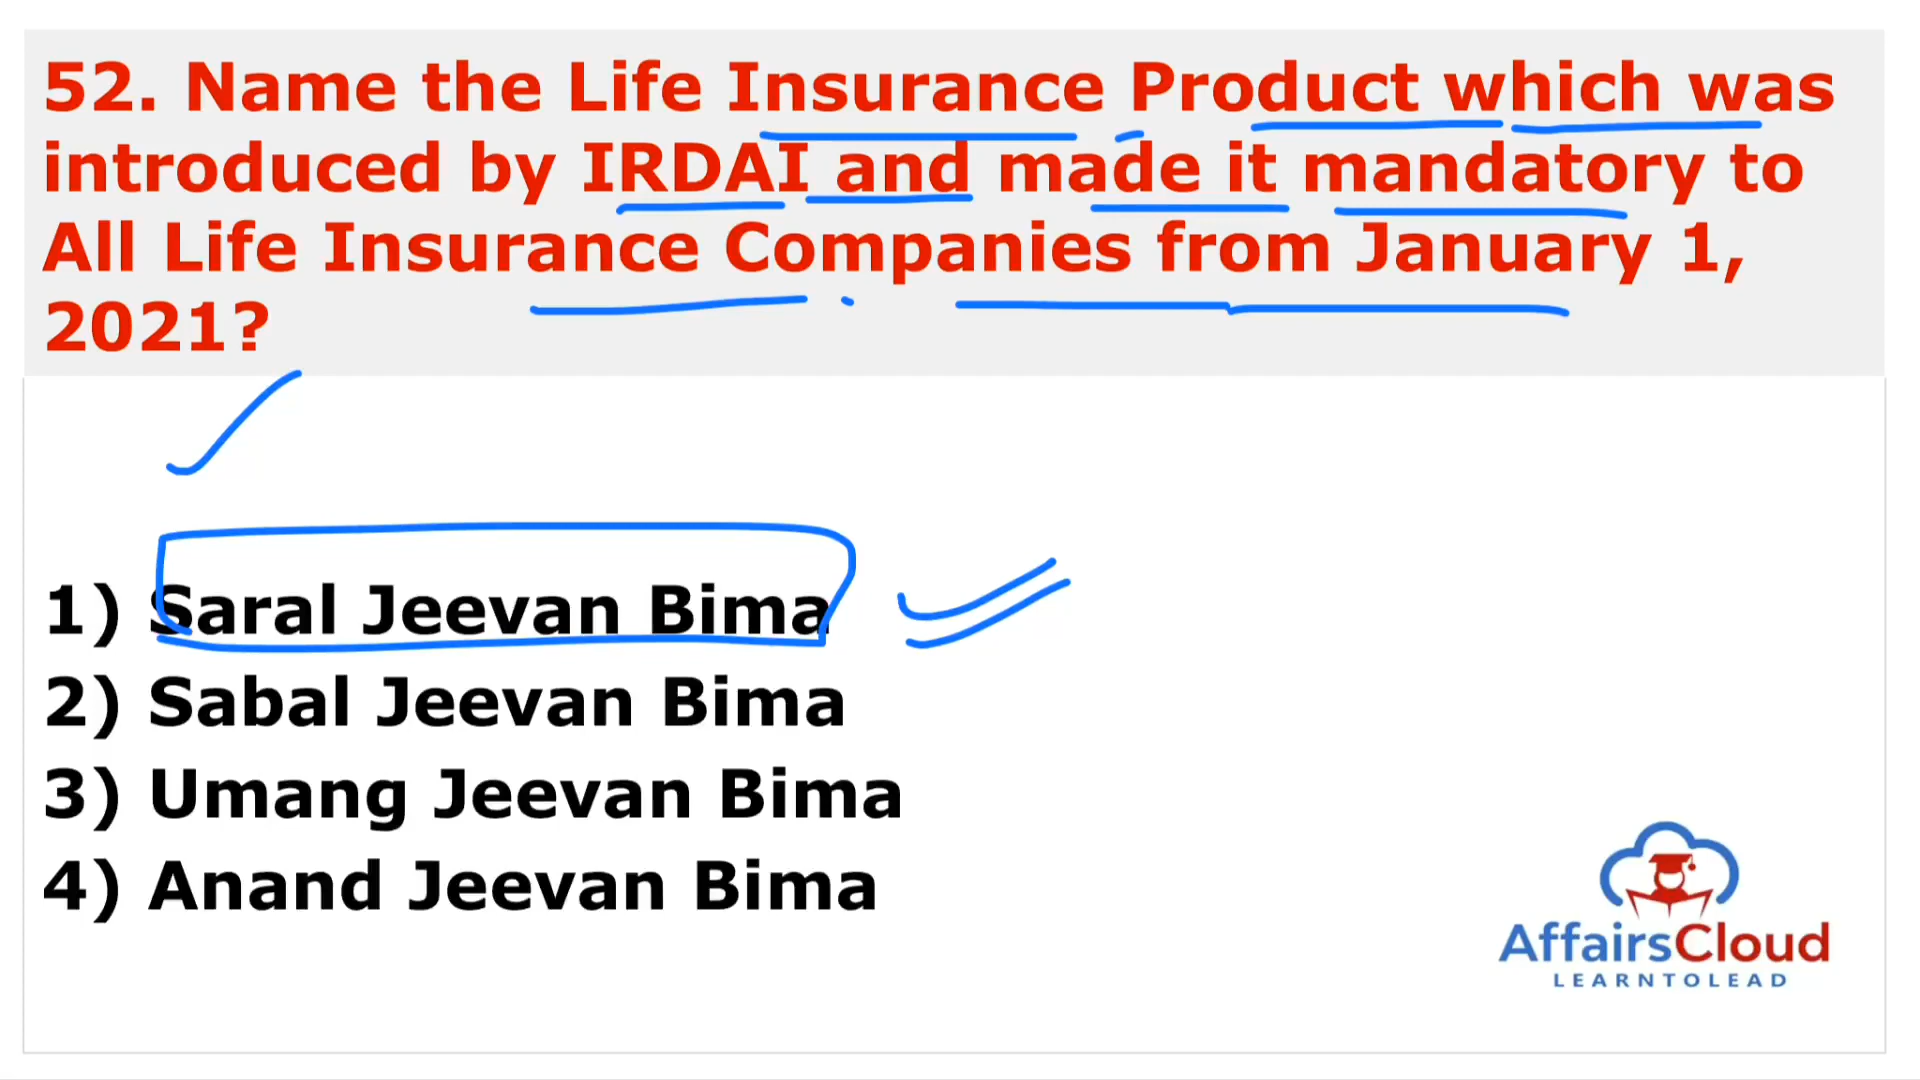 52. Name the Life Insurance Product which was
introduced by IRDAI and made it mandatory to
All Life Insurance Companies from January 1,
2021?
1) Saral Jeevan Bima
2) Sabal Jeevan Bima
3) Umang Jeevan Bima
4) Anand Jeevan Bima
AffairsCloud
LEARNTOLEAD